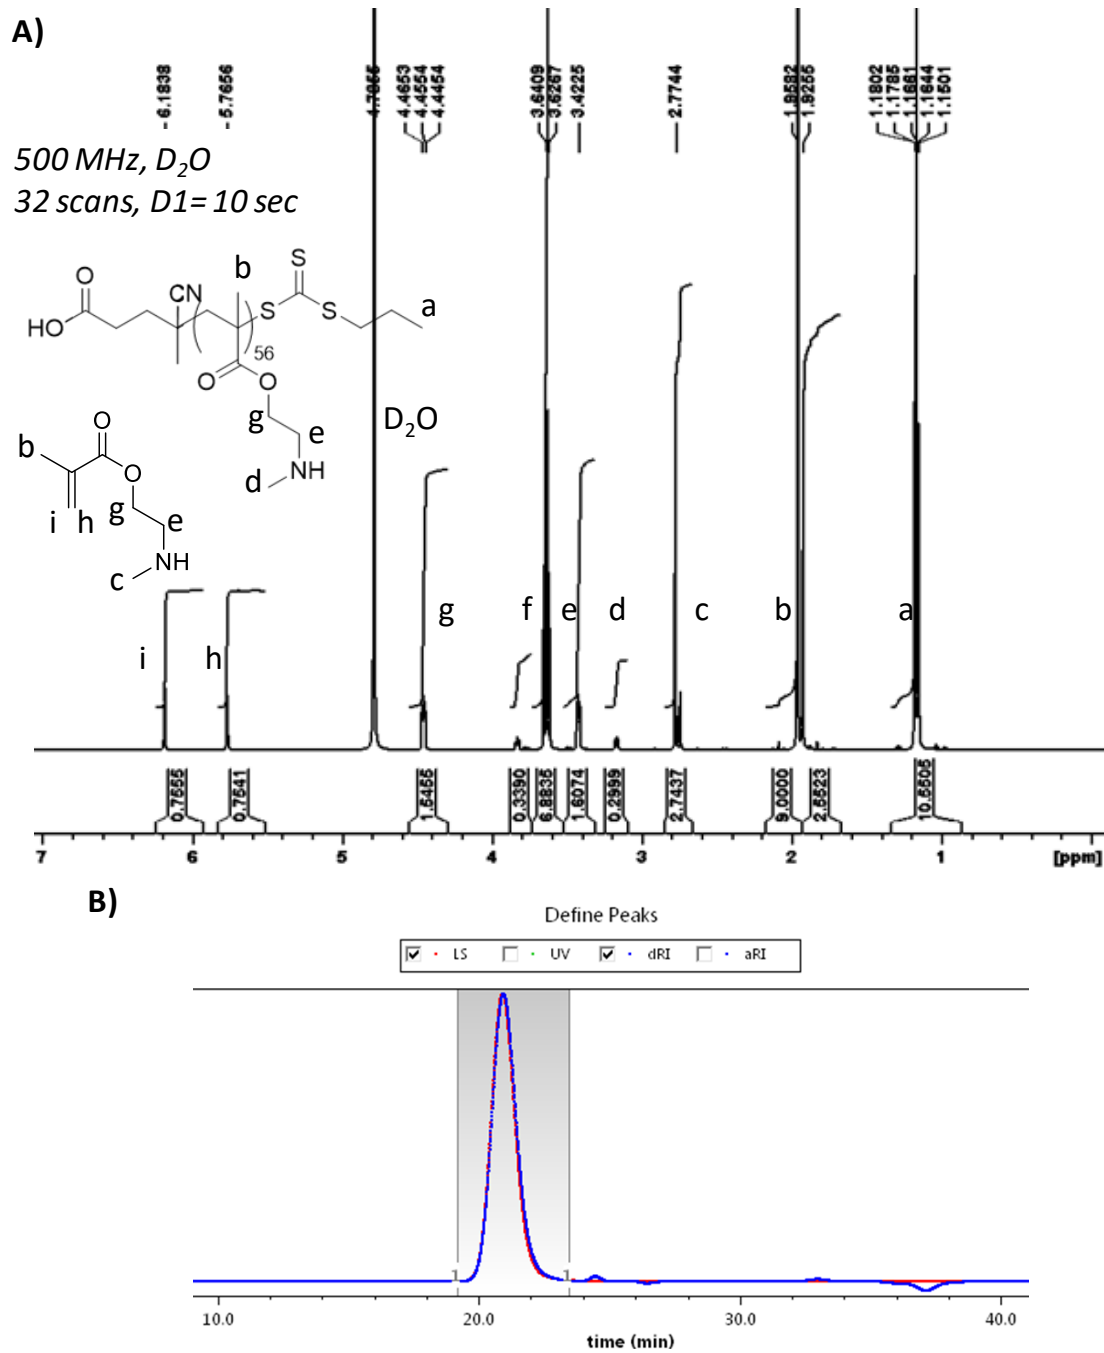 A)
- 6.1838
- 5.7656
4.7955
4.4653
4.4554
4.4454
3.6409
3.6267
3.4225
2.7744
1.9582
1.9255
1.1802
1.1785
1.1661
1.1644
1.1501
500 MHz, D2O
32 scans, D1= 10 sec
O
HO
CN
b
S
S
S
a
56
O
O
g
e
d
NH
D2O
b
O
O
i
h
g
e
c
NH
i
h
g
f
e
d
c
b
a
0.7555
0.7541
1.5455
0.3390
6.8835
1.6074
0.2999
2.7437
9.0000
2.5523
10.5505
7 6 5 4 3 2 1 [ppm]
B)
Define Peaks
LS UV dRI aRI
1 1
10.0 20.0 30.0 40.0
time (min)